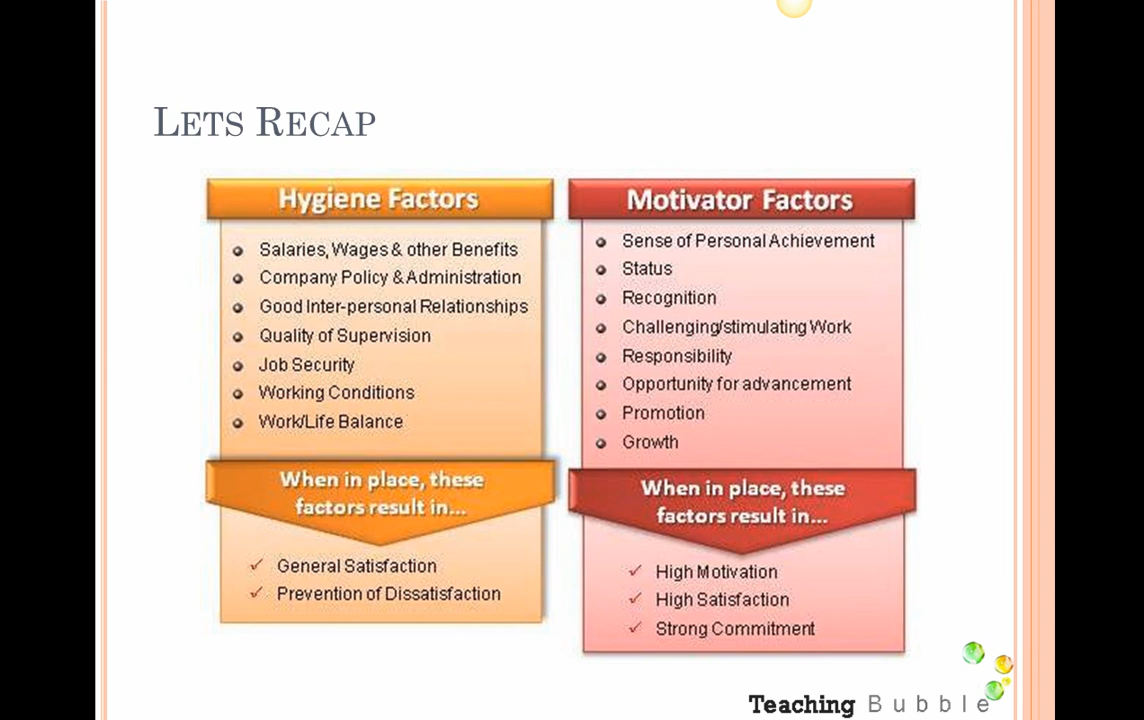 LETS RECAP
Hygiene Factors
Salaries, Wages & other Benefits
Company Policy & Administration
Good Inter-personal Relationships
Quality of Supervision
Job Security
Working Conditions
Work/Life Balance
When in place, these
factors result in...
General Satisfaction
Prevention of Dissatisfaction
Motivator Factors
Sense of Personal Achievement
Status
Recognition
Challenging/stimulating Work
Responsibility
Opportunity for advancement
Promotion
Growth
When in place, these
factors result in...
High Motivation
High Satisfaction
Strong Commitment
Teaching Bubble